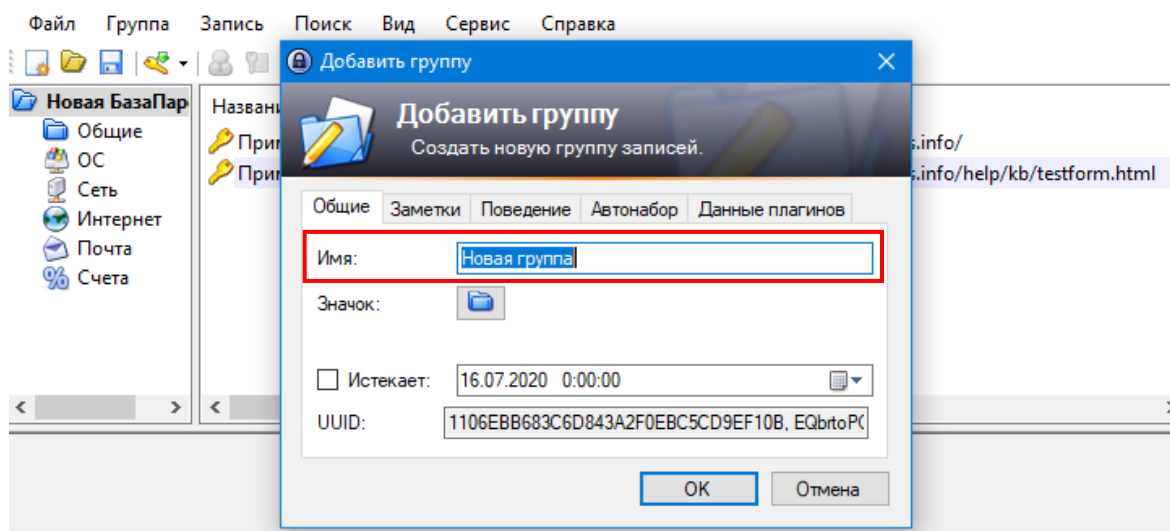 Файл Группа Запись Поиск Вид Сервис Справка
Добавить группу
Новая БазаПар
Общие
ОС
Сеть
Интернет
Почта
Счета
Назван
При
s.info/
При
s.info/help/kb/testform.html
Добавить группу
Создать новую группу записей.
Общие Заметки Поведение Автонабор Данные плагинов
Имя: Новая группа
Значок:
Истекает: 16.07.2020 0:00:00
UUID: 1106EBB683C6D843A2F0EBC5CD9EF10B, EQbrtoP(
OK Отмена